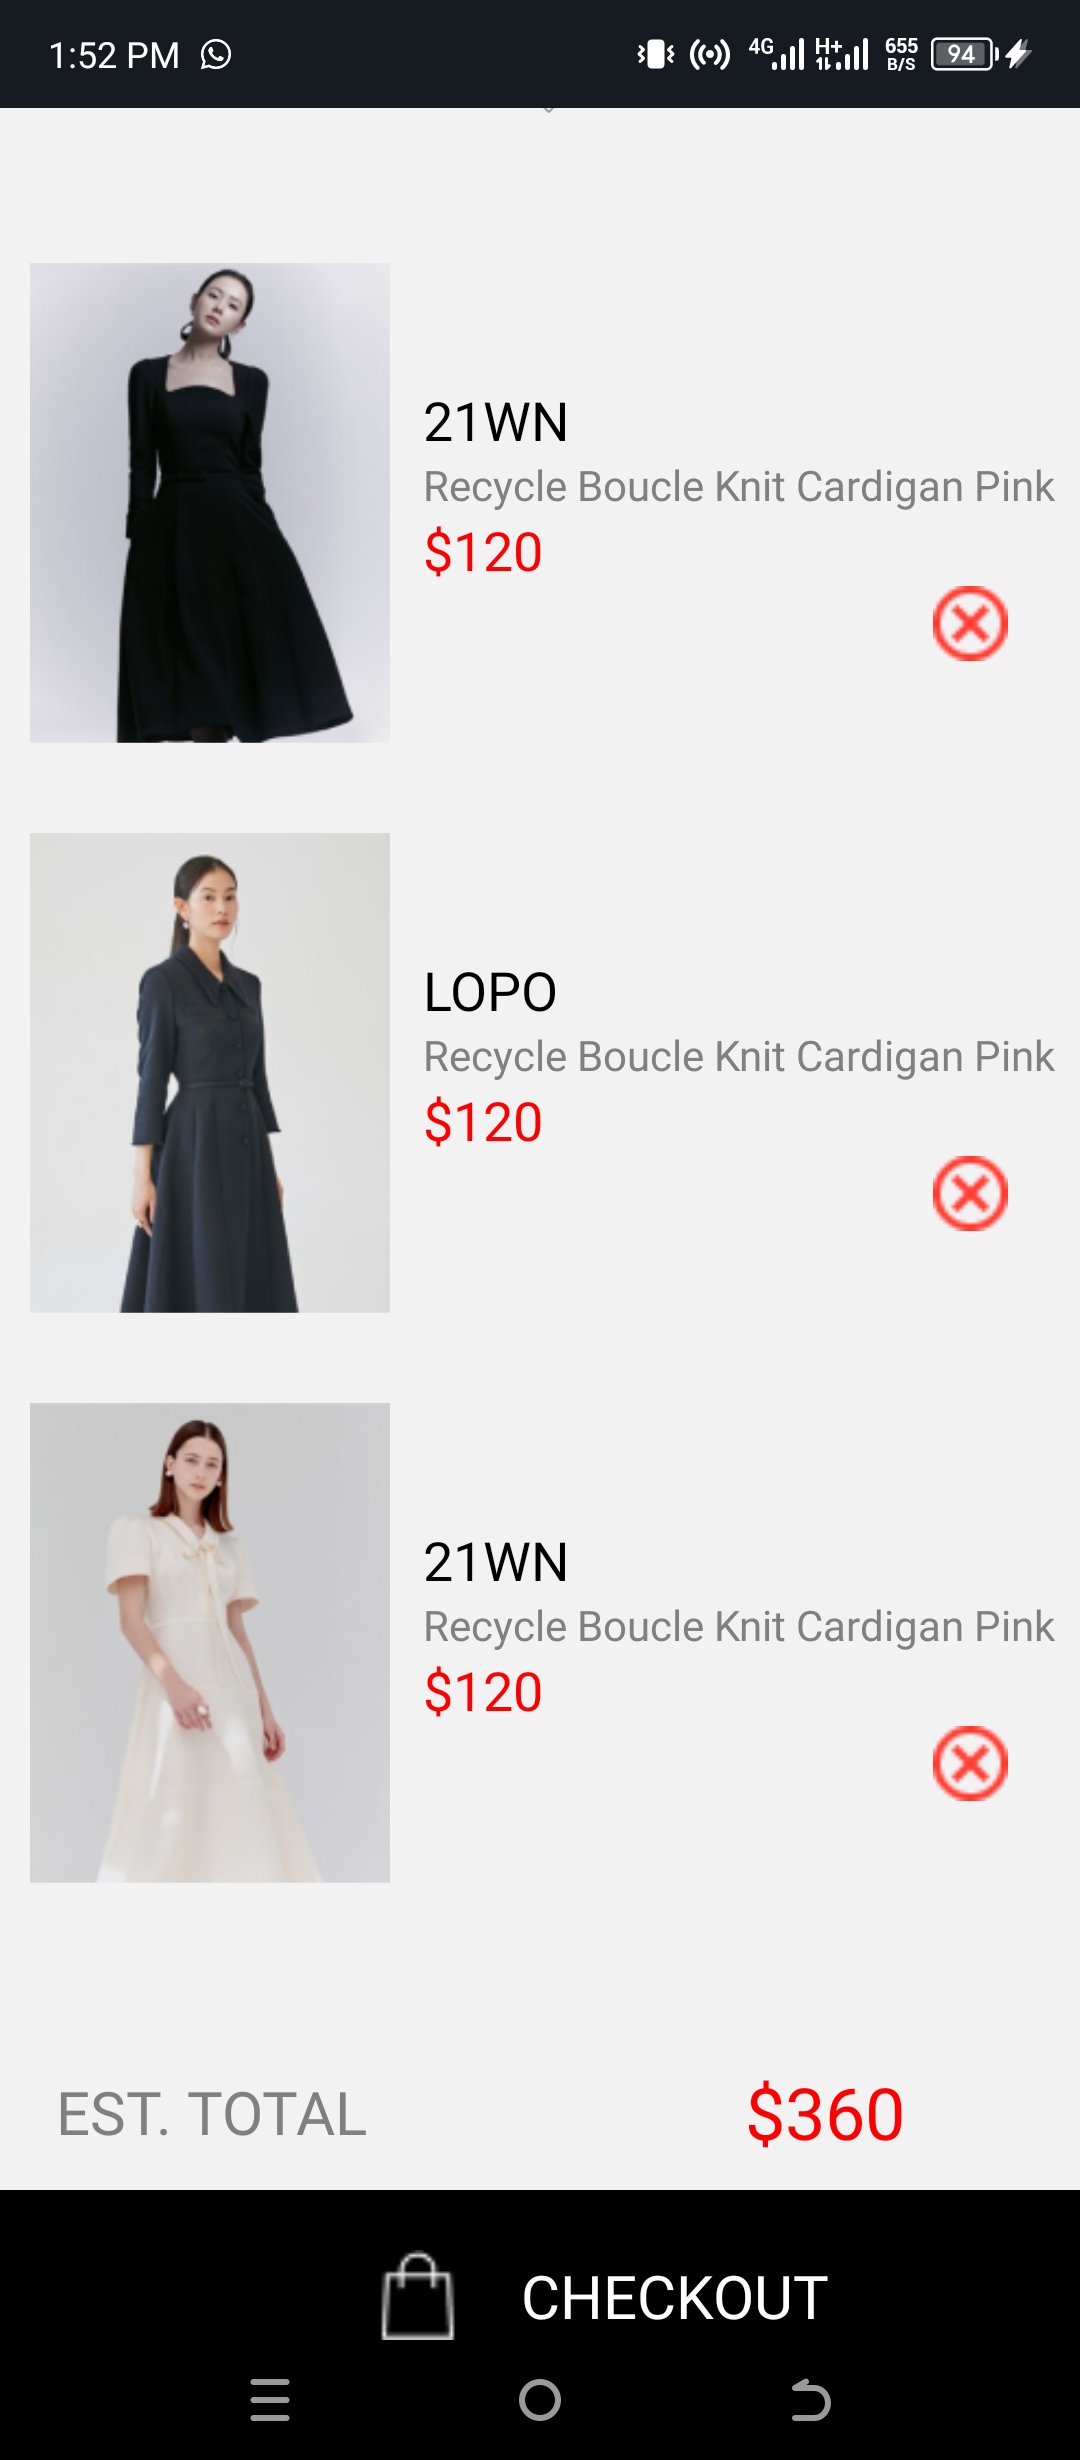 1:52 PM 4G H+ 655 B/S 94
21WN
Recycle Boucle Knit Cardigan Pink
$120
LOPO
Recycle Boucle Knit Cardigan Pink
$120
21WN
Recycle Boucle Knit Cardigan Pink
$120
EST. TOTAL $360
CHECKOUT